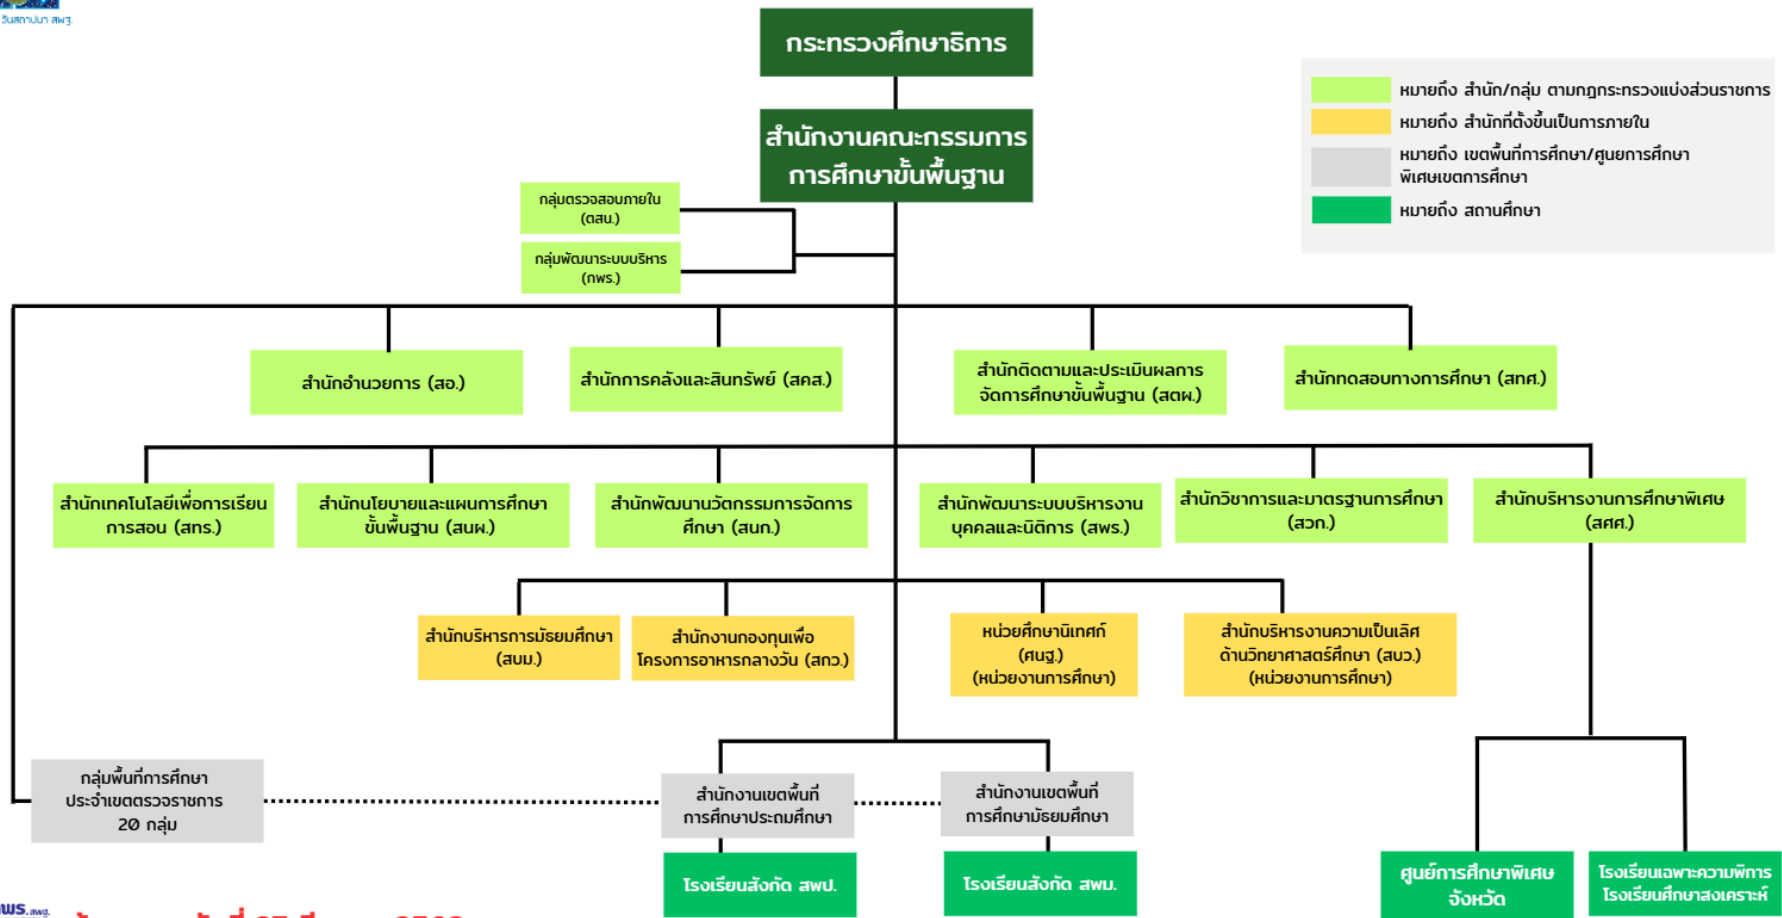 วันสถาปนา สพฐ.
กระทรวงศึกษาธิการ
สำนักงานคณะกรรมการ
การศึกษาขั้นพื้นฐาน
หมายถึง สำนัก/กลุ่ม ตามกฎกระทรวงแบ่งส่วนราชการ
หมายถึง สำนักที่ตั้งขึ้นเป็นการภายใน
หมายถึง เขตพื้นที่การศึกษา/ศูนยการศึกษา
พิเศษเขตการศึกษา
หมายถึง สถานศึกษา
กลุ่มตรวจสอบภายใน
(ตสน.)
กลุ่มพัฒนาระบบบริหาร
(กพร.)
สำนักอำนวยการ (สอ.)
สำนักการคลังและสินทรัพย์ (สคส.)
สำนักติดตามและประเมินผลการ
จัดการศึกษาขั้นพื้นฐาน (สตผ.)
สำนักทดสอบทางการศึกษา (สทศ.)
สำนักเทคโนโลยีเพื่อการเรียน
การสอน (สทร.)
สำนักนโยบายและแผนการศึกษา
ขั้นพื้นฐาน (สนผ.)
สำนักพัฒนานวัตกรรมการจัดการ
ศึกษา (สนก.)
สำนักพัฒนาระบบบริหารงาน
บุคคลและนิติการ (สพร.)
สำนักวิชาการและมาตรฐานการศึกษา
(สวก.)
สำนักบริหารงานการศึกษาพิเศษ
(สศศ.)
สำนักบริหารการมัธยมศึกษา
(สบม.)
สำนักงานกองทุนเพื่อ
โครงการอาหารกลางวัน (สกว.)
หน่วยศึกษานิเทศก์
(ศนฐ.)
(หน่วยงานการศึกษา)
สำนักบริหารงานความเป็นเลิศ
ด้านวิทยาศาสตร์ศึกษา (สบว.)
(หน่วยงานการศึกษา)
กลุ่มพื้นที่การศึกษา
ประจำเขตตรวจราชการ
20 กลุ่ม
สำนักงานเขตพื้นที่
การศึกษาประถมศึกษา
สำนักงานเขตพื้นที่
การศึกษามัธยมศึกษา
โรงเรียนสังกัด สพป.
โรงเรียนสังกัด สพม.
ศูนย์การศึกษาพิเศษ
จังหวัด
โรงเรียนเฉพาะความพิการ
โรงเรียนศึกษาสงเคราะห์